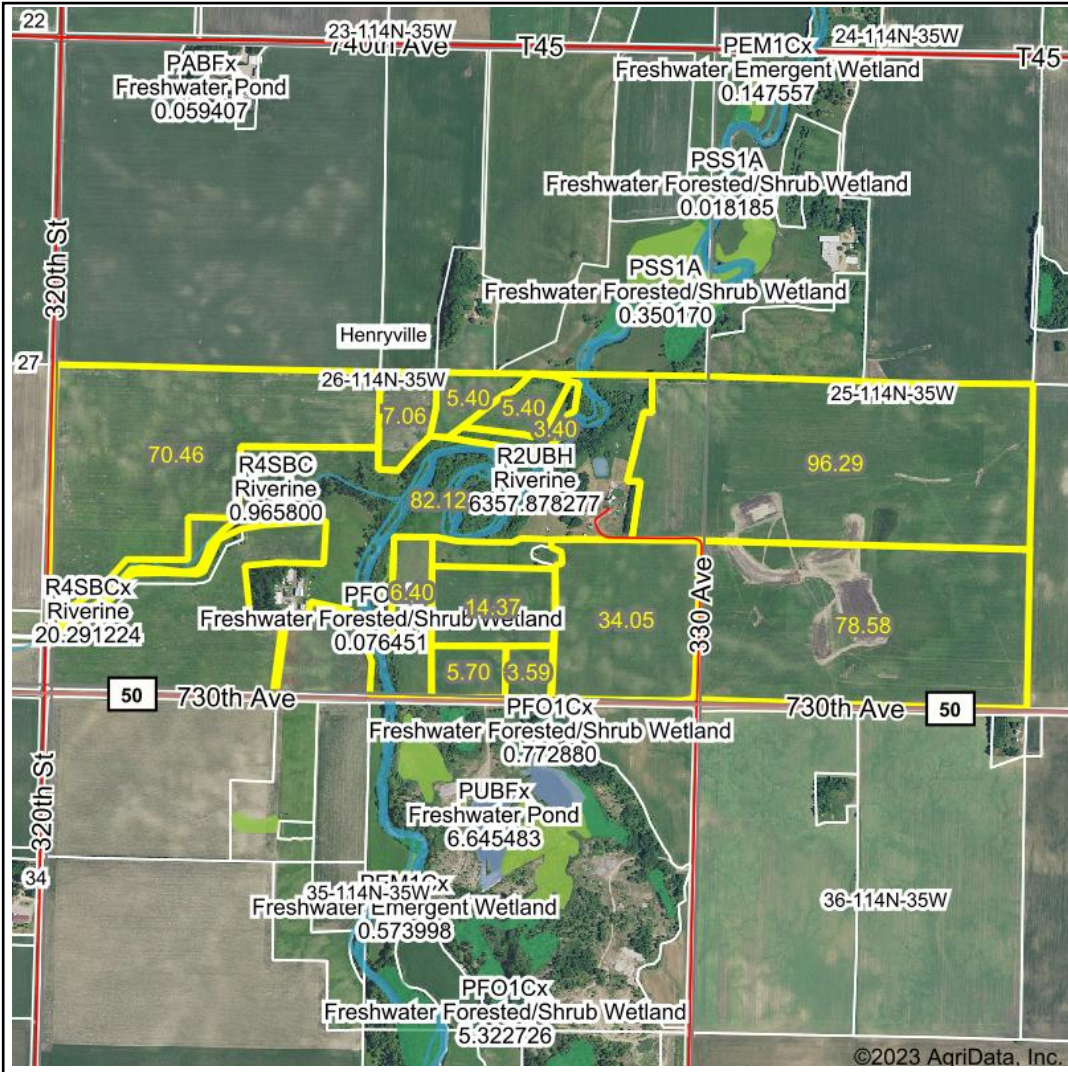 22
23-114N-35W
740th Ave
T45
24-114N-35W
T45
PEM1Cx
Freshwater Emergent Wetland
0.147557
PABFx
Freshwater Pond
0.059407
PSS1A
Freshwater Forested/Shrub Wetland
0.018185
320th St
PSS1A
Freshwater Forested/Shrub Wetland
0.350170
Henryville
27
26-114N-35W
25-114N-35W
5.40
5.40
7.06
3.40
70.46
96.29
R4SBC
Riverine
0.965800
R2UBH
Riverine
6357.878277
82.12
R4SBCx
Riverine
20.291224
PFO
6.40
Freshwater Forested/Shrub Wetland
0.076451
14.37
34.05
330th Ave
78.58
5.70
3.59
50
730th Ave
730th Ave
50
PFO1Cx
Freshwater Forested/Shrub Wetland
0.772880
PUBFx
Freshwater Pond
6.645483
320th St
34
PEM1Cx
35-114N-35W
Freshwater Emergent Wetland
0.573998
36-114N-35W
PFO1Cx
Freshwater Forested/Shrub Wetland
5.322726
©2023 AgriData, Inc.